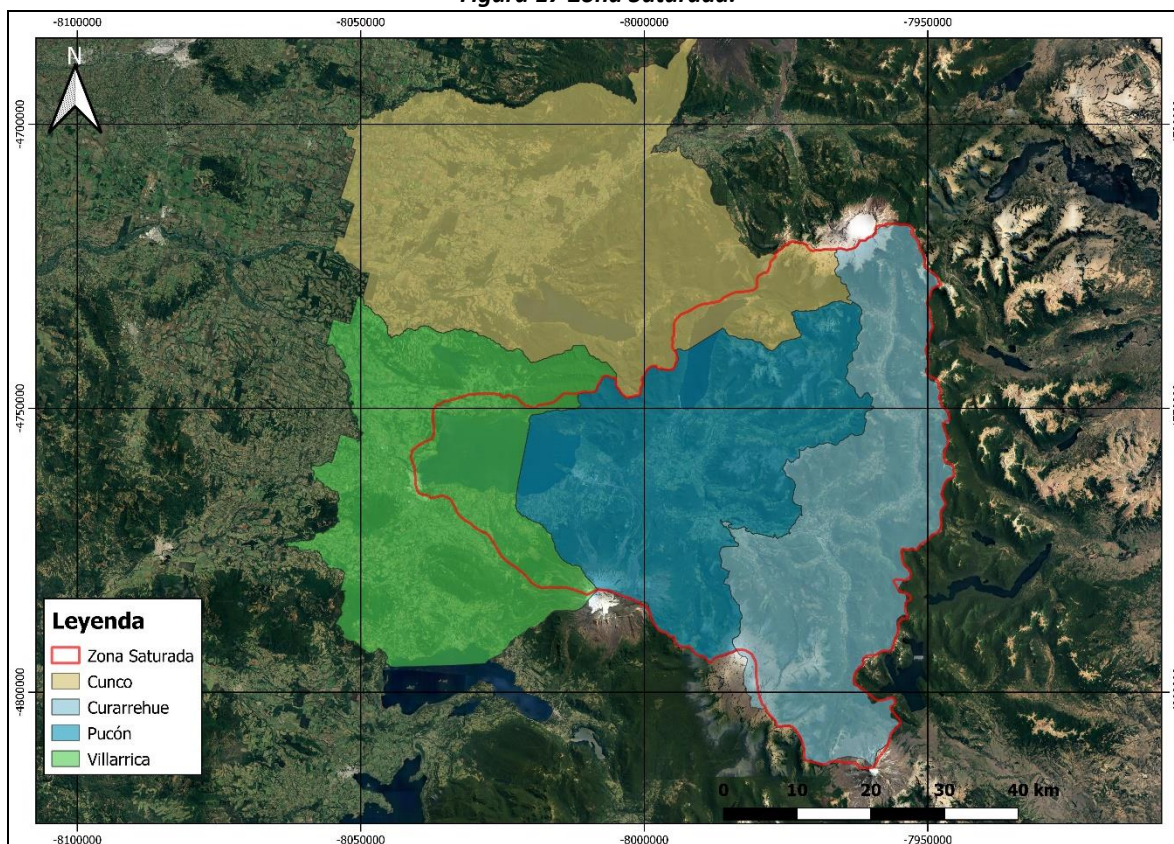 Figura 17 Zona Saturada.
-8100000 -8050000 -8000000 -7950000
N
-4700000
-4750000
-4800000
Leyenda
Zona Saturada
Cunco
Curarrehue
Pucón
Villarrica
0 10 20 30 40 km
-8100000 -8050000 -8000000 -7950000